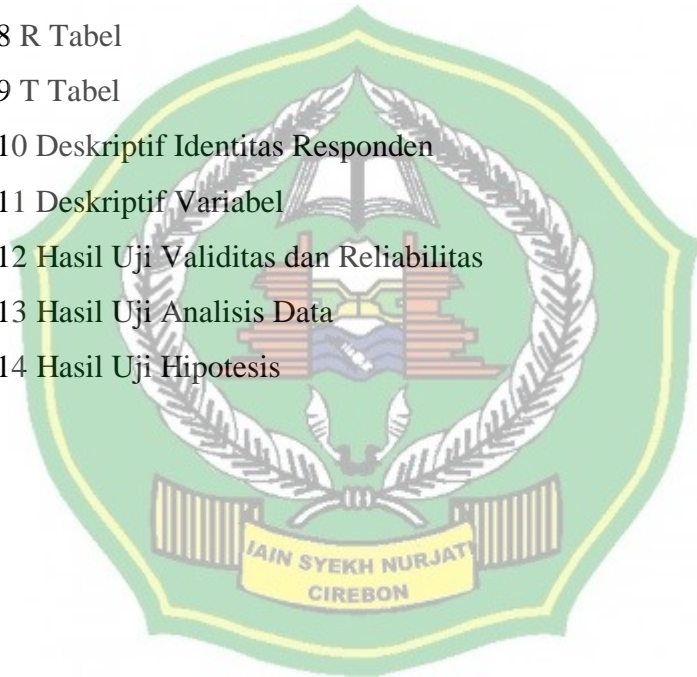 8 R Tabel
9 T Tabel
10 Deskriptif Identitas Responden
11 Deskriptif Variabel
12 Hasil Uji Validitas dan Reliabilitas
13 Hasil Uji Analisis Data
14 Hasil Uji Hipotesis
IAIN SYEKH NURJATI
CIREBON